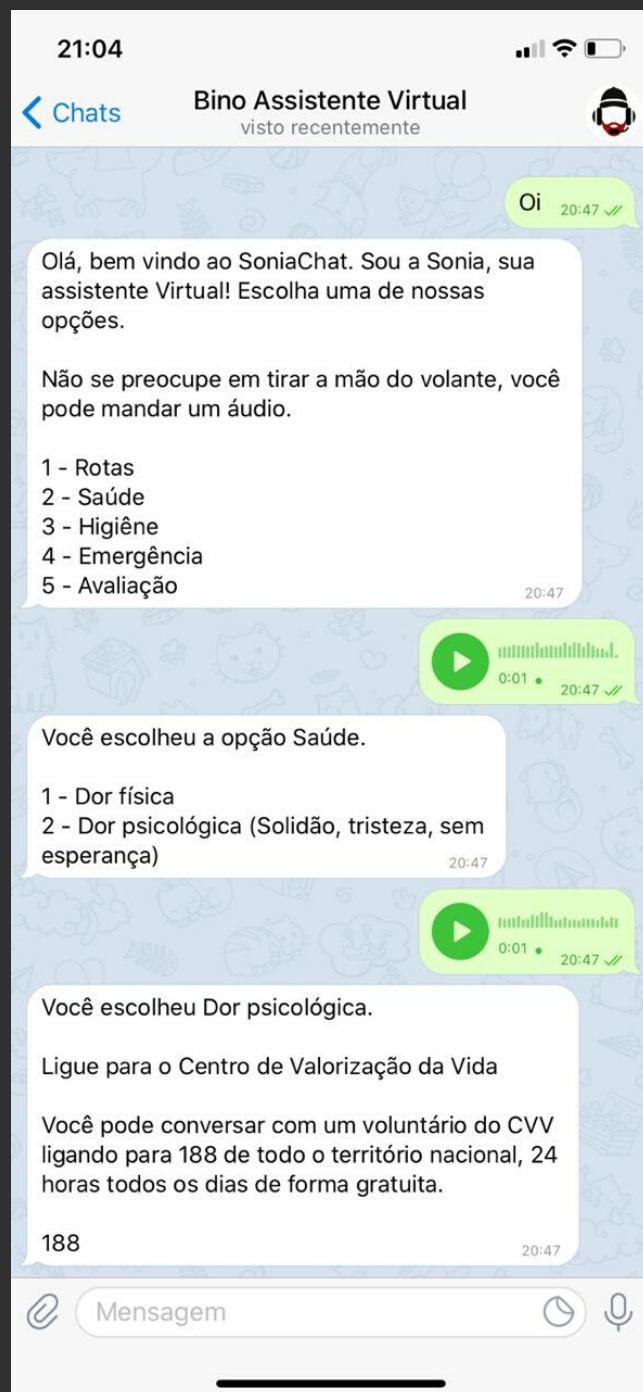 21:04
Chats
Bino Assistente Virtual
visto recentemente
Oi
20:47
Olá, bem vindo ao SoniaChat. Sou a Sonia, sua
assistente Virtual! Escolha uma de nossas
opções.
Não se preocupe em tirar a mão do volante, você
pode mandar um áudio.
1 - Rotas
2 - Saúde
3 - Higiêne
4 - Emergência
5 - Avaliação
20:47
0:01
20:47
Você escolheu a opção Saúde.
1 - Dor física
2 - Dor psicológica (Solidão, tristeza, sem
esperança)
20:47
0:01
20:47
Você escolheu Dor psicológica.
Ligue para o Centro de Valorização da Vida
Você pode conversar com um voluntário do CVV
ligando para 188 de todo o território nacional, 24
horas todos os dias de forma gratuita.
188
20:47
Mensagem